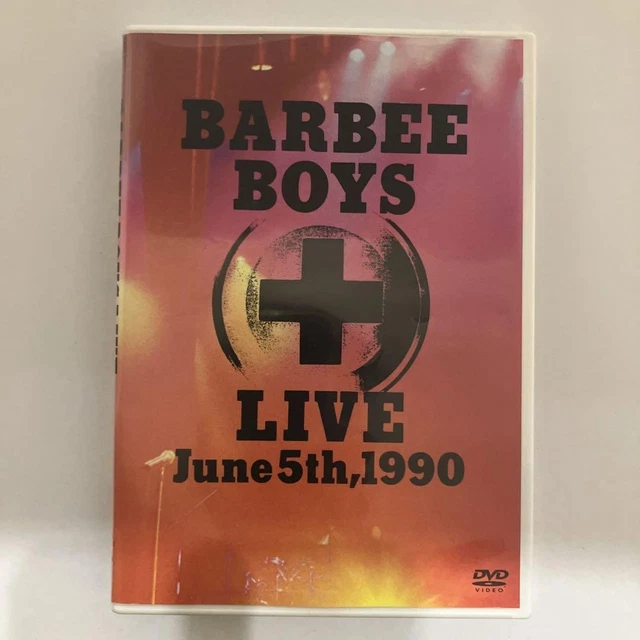 BARBEE
BOYS
LIVE
June 5th, 1990
DVD
VIDEO